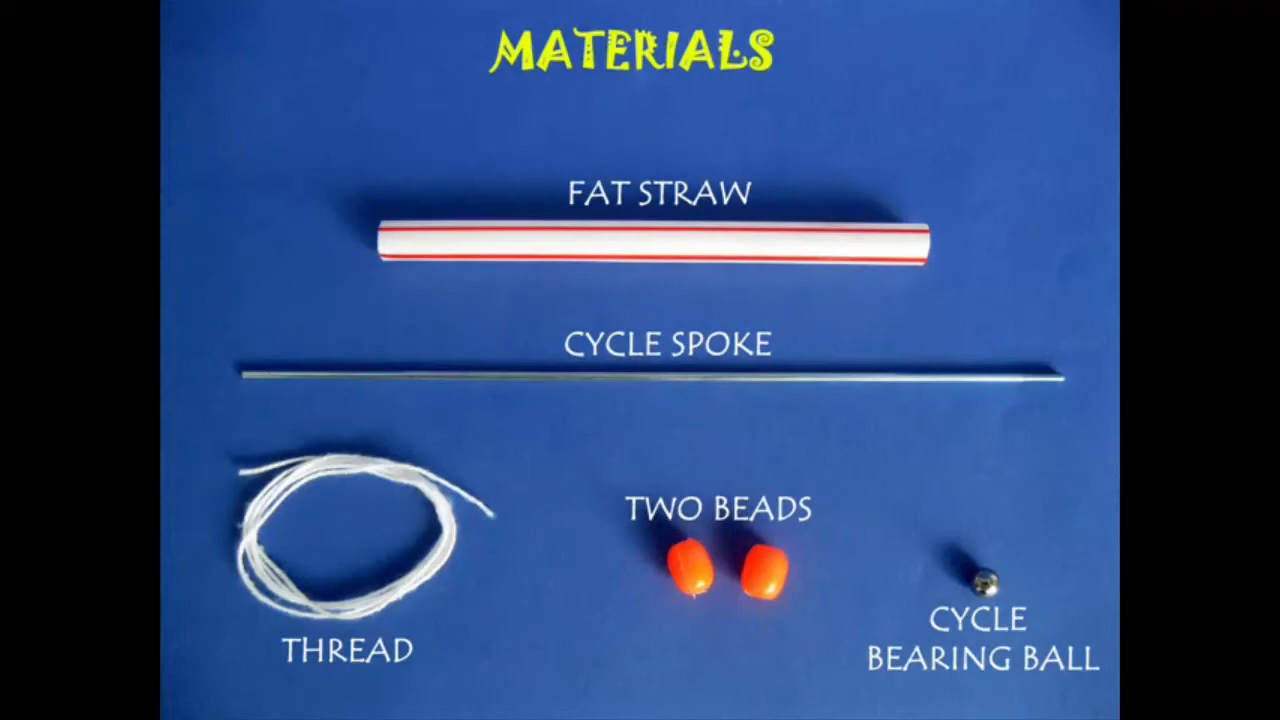 MATERIALS
FAT STRAW
CYCLE SPOKE
TWO BEADS
THREAD
CYCLE
BEARING BALL